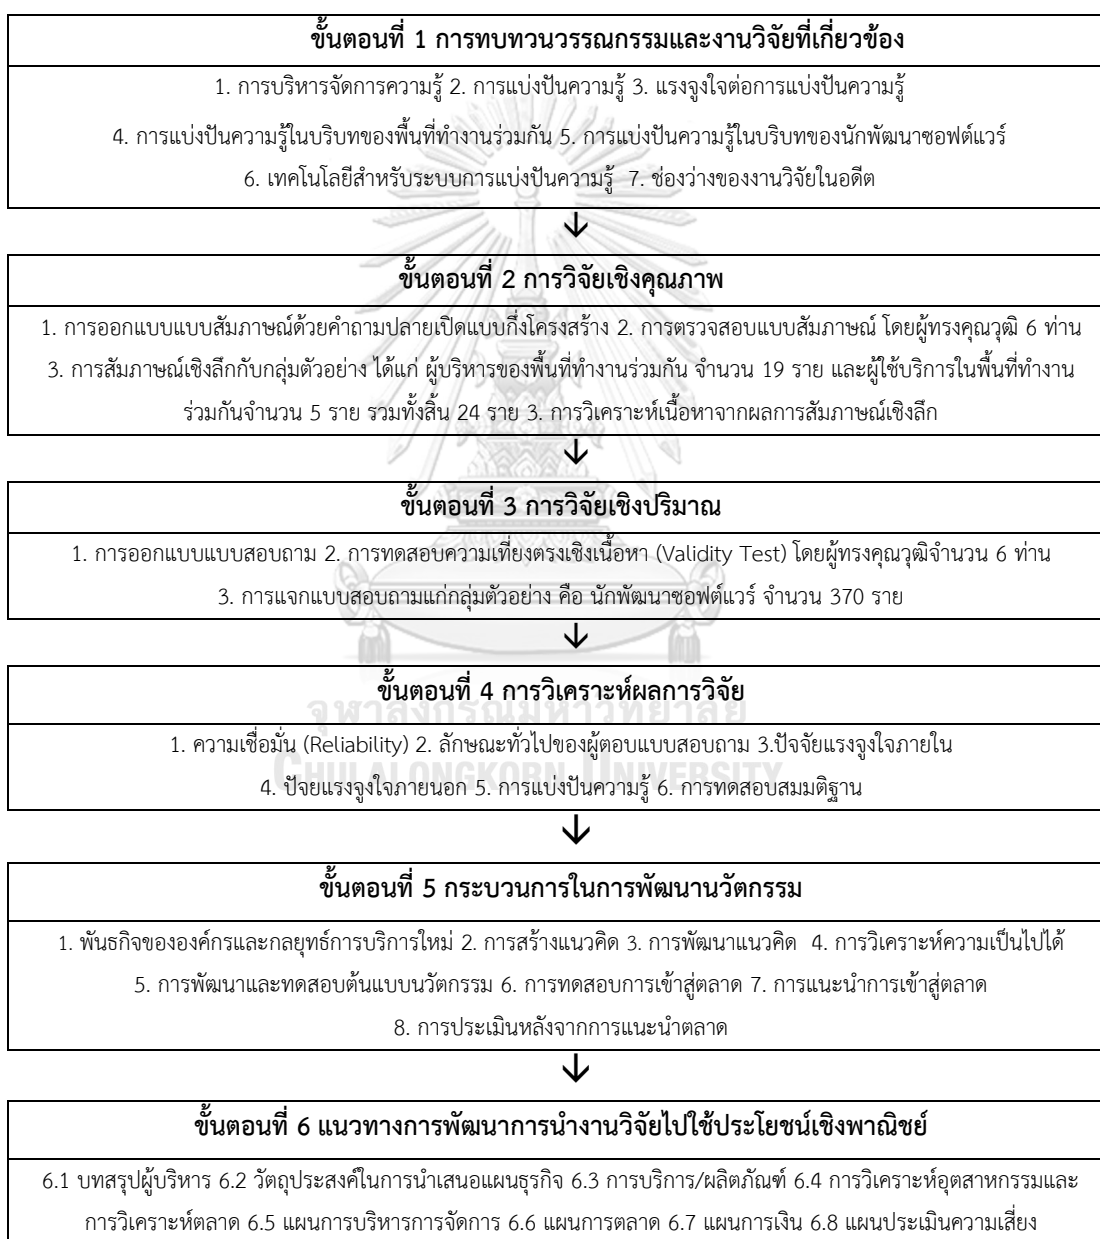 ขั้นตอนที่ 1 การทบทวนวรรณกรรมและงานวิจัยที่เกี่ยวข้อง
1. การบริหารจัดการความรู้ 2. การแบ่งปันความรู้ 3. แรงจูงใจต่อการแบ่งปันความรู้
4. การแบ่งปันความรู้ในบริบทของพื้นที่ทำงานร่วมกัน 5. การแบ่งปันความรู้ในบริบทของนักพัฒนาซอฟต์แวร์
6. เทคโนโลยีสำหรับระบบการแบ่งปันความรู้ 7. ช่องว่างของงานวิจัยในอดีต
ขั้นตอนที่ 2 การวิจัยเชิงคุณภาพ
1. การออกแบบแบบสัมภาษณ์ด้วยคำถามปลายเปิดแบบกึ่งโครงสร้าง 2. การตรวจสอบแบบสัมภาษณ์ โดยผู้ทรงคุณวุฒิ 6 ท่าน
3. การสัมภาษณ์เชิงลึกกับกลุ่มตัวอย่าง ได้แก่ ผู้บริหารของพื้นที่ทำงานร่วมกัน จำนวน 19 ราย และผู้ใช้บริการในพื้นที่ทำงาน
ร่วมกันจำนวน 5 ราย รวมทั้งสิ้น 24 ราย 3. การวิเคราะห์เนื้อหาจากผลการสัมภาษณ์เชิงลึก
ขั้นตอนที่ 3 การวิจัยเชิงปริมาณ
1. การออกแบบแบบสอบถาม 2. การทดสอบความเที่ยงตรงเชิงเนื้อหา (Validity Test) โดยผู้ทรงคุณวุฒิจำนวน 6 ท่าน
3. การแจกแบบสอบถามแก่กลุ่มตัวอย่าง คือ นักพัฒนาซอฟต์แวร์ จำนวน 370 ราย
ขั้นตอนที่ 4 การวิเคราะห์ผลการวิจัย
จุฬาลงกรณ์มหาวิทยาลัย
1. ความเชื่อมั่น (Reliability) 2. ลักษณะทั่วไปของผู้ตอบแบบสอบถาม 3.ปัจจัยแรงจูงใจภายใน
CHULALONGKORN UNIVERSITY
4. ปัจยแรงจูงใจภายนอก 5. การแบ่งปันความรู้ 6. การทดสอบสมมติฐาน
ขั้นตอนที่ 5 กระบวนการในการพัฒนานวัตกรรม
1. พันธกิจขององค์กรและกลยุทธ์การบริการใหม่ 2. การสร้างแนวคิด 3. การพัฒนาแนวคิด 4. การวิเคราะห์ความเป็นไปได้
5. การพัฒนาและทดสอบต้นแบบนวัตกรรม 6. การทดสอบการเข้าสู่ตลาด 7. การแนะนำการเข้าสู่ตลาด
8. การประเมินหลังจากการแนะนำตลาด
ขั้นตอนที่ 6 แนวทางการพัฒนาการนำงานวิจัยไปใช้ประโยชน์เชิงพาณิชย์
6.1 บทสรุปผู้บริหาร 6.2 วัตถุประสงค์ในการนำเสนอแผนธุรกิจ 6.3 การบริการ/ผลิตภัณฑ์ 6.4 การวิเคราะห์อุตสาหกรรมและ
การวิเคราะห์ตลาด 6.5 แผนการบริหารการจัดการ 6.6 แผนการตลาด 6.7 แผนการเงิน 6.8 แผนประเมินความเสี่ยง